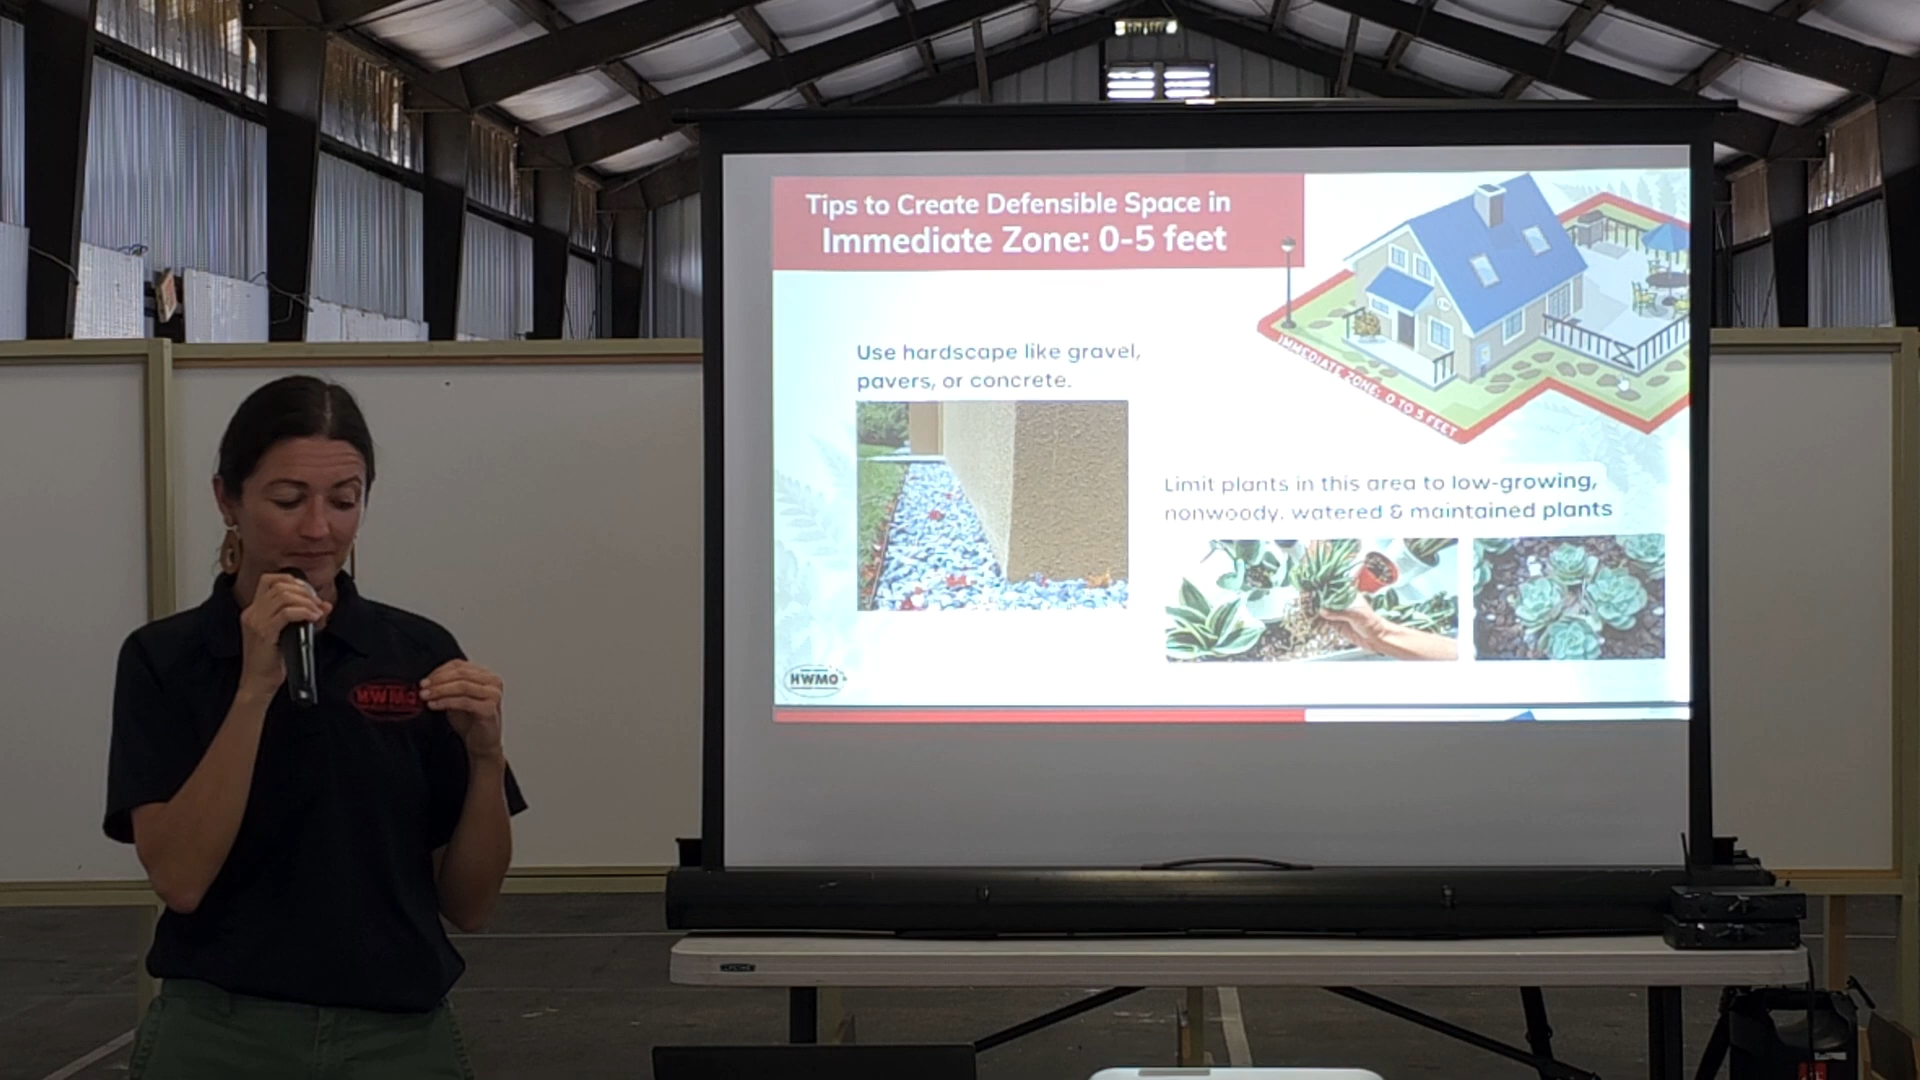 Tips to Create Defensible Space in
Immediate Zone: 0-5 feet
Use hardscape like gravel,
pavers, or concrete.
IMMEDIATE ZONE: 0 TO 5 FEET
Limit plants in this area to low-growing,
nonwoody, watered & maintained plants
HWMO
HWMO
LIFETIME